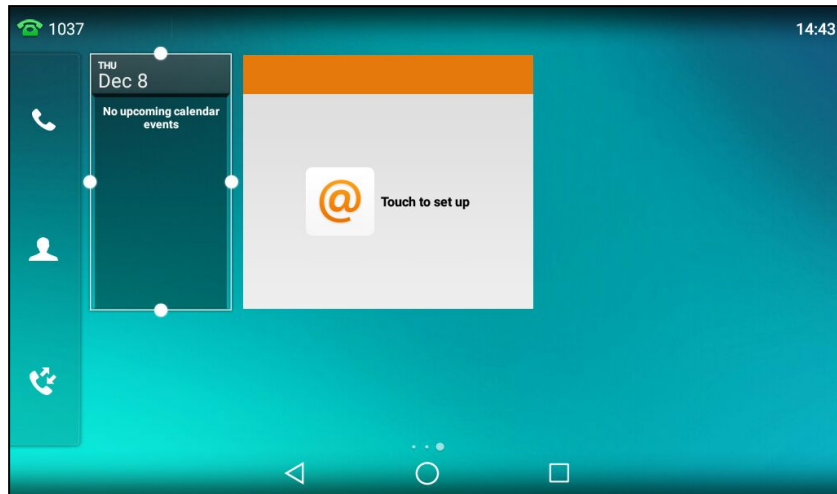 1037
14:43
THU
Dec 8
No upcoming calendar
events
@
Touch to set up